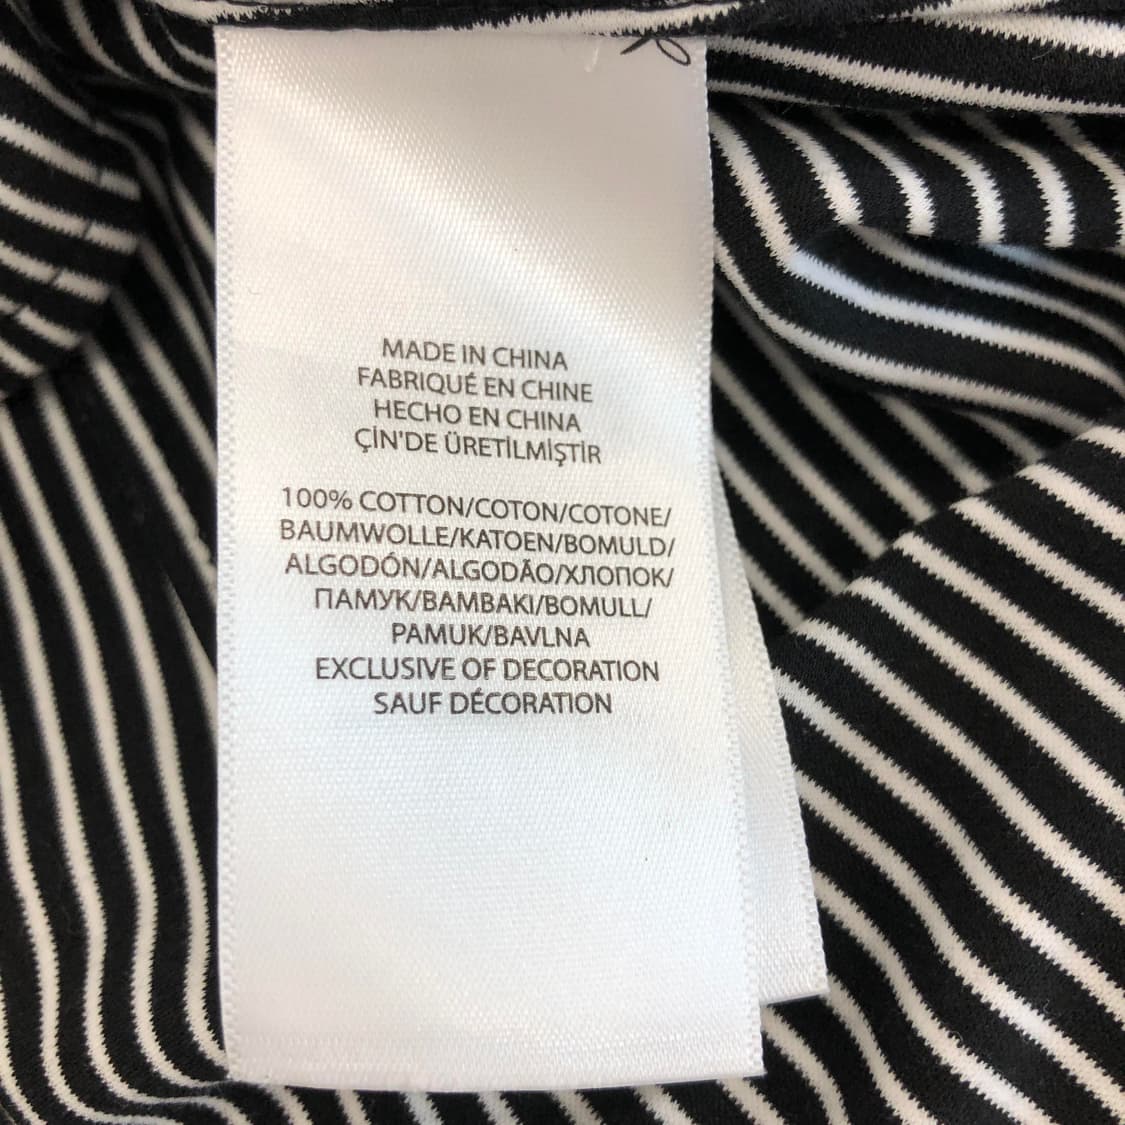 MADE IN CHINA
FABRIQUÉ EN CHINE
HECHO EN CHINA
ÇİN'DE ÜRETİLMİŞTİR
100% COTTON/COTON/COTONE/
BAUMWOLLE/KATOEN/BOMULD/
ALGODÓN/ALGODÃO/ХЛОПОК/
ПАМУК/ΒΑΜΒΑΚΙ/BOMULL/
PAMUK/BAVLNA
EXCLUSIVE OF DECORATION
SAUF DÉCORATION